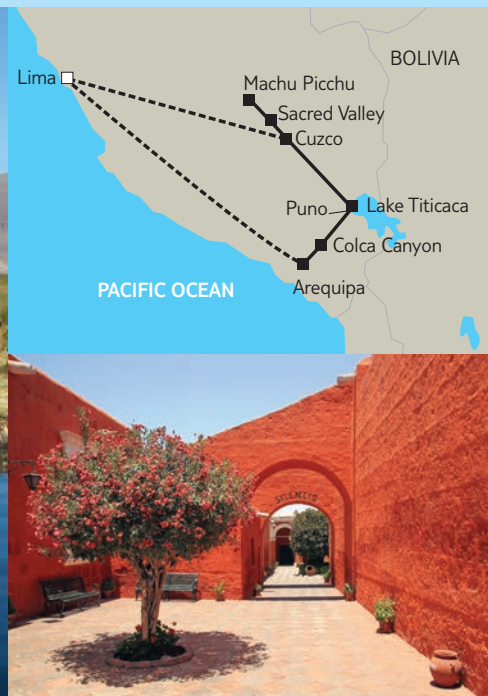 BOLIVIA
Lima
Machu Picchu
Sacred Valley
Cuzco
Puno
Lake Titicaca
Colca Canyon
Arequipa
PACIFIC OCEAN
SILENCIO